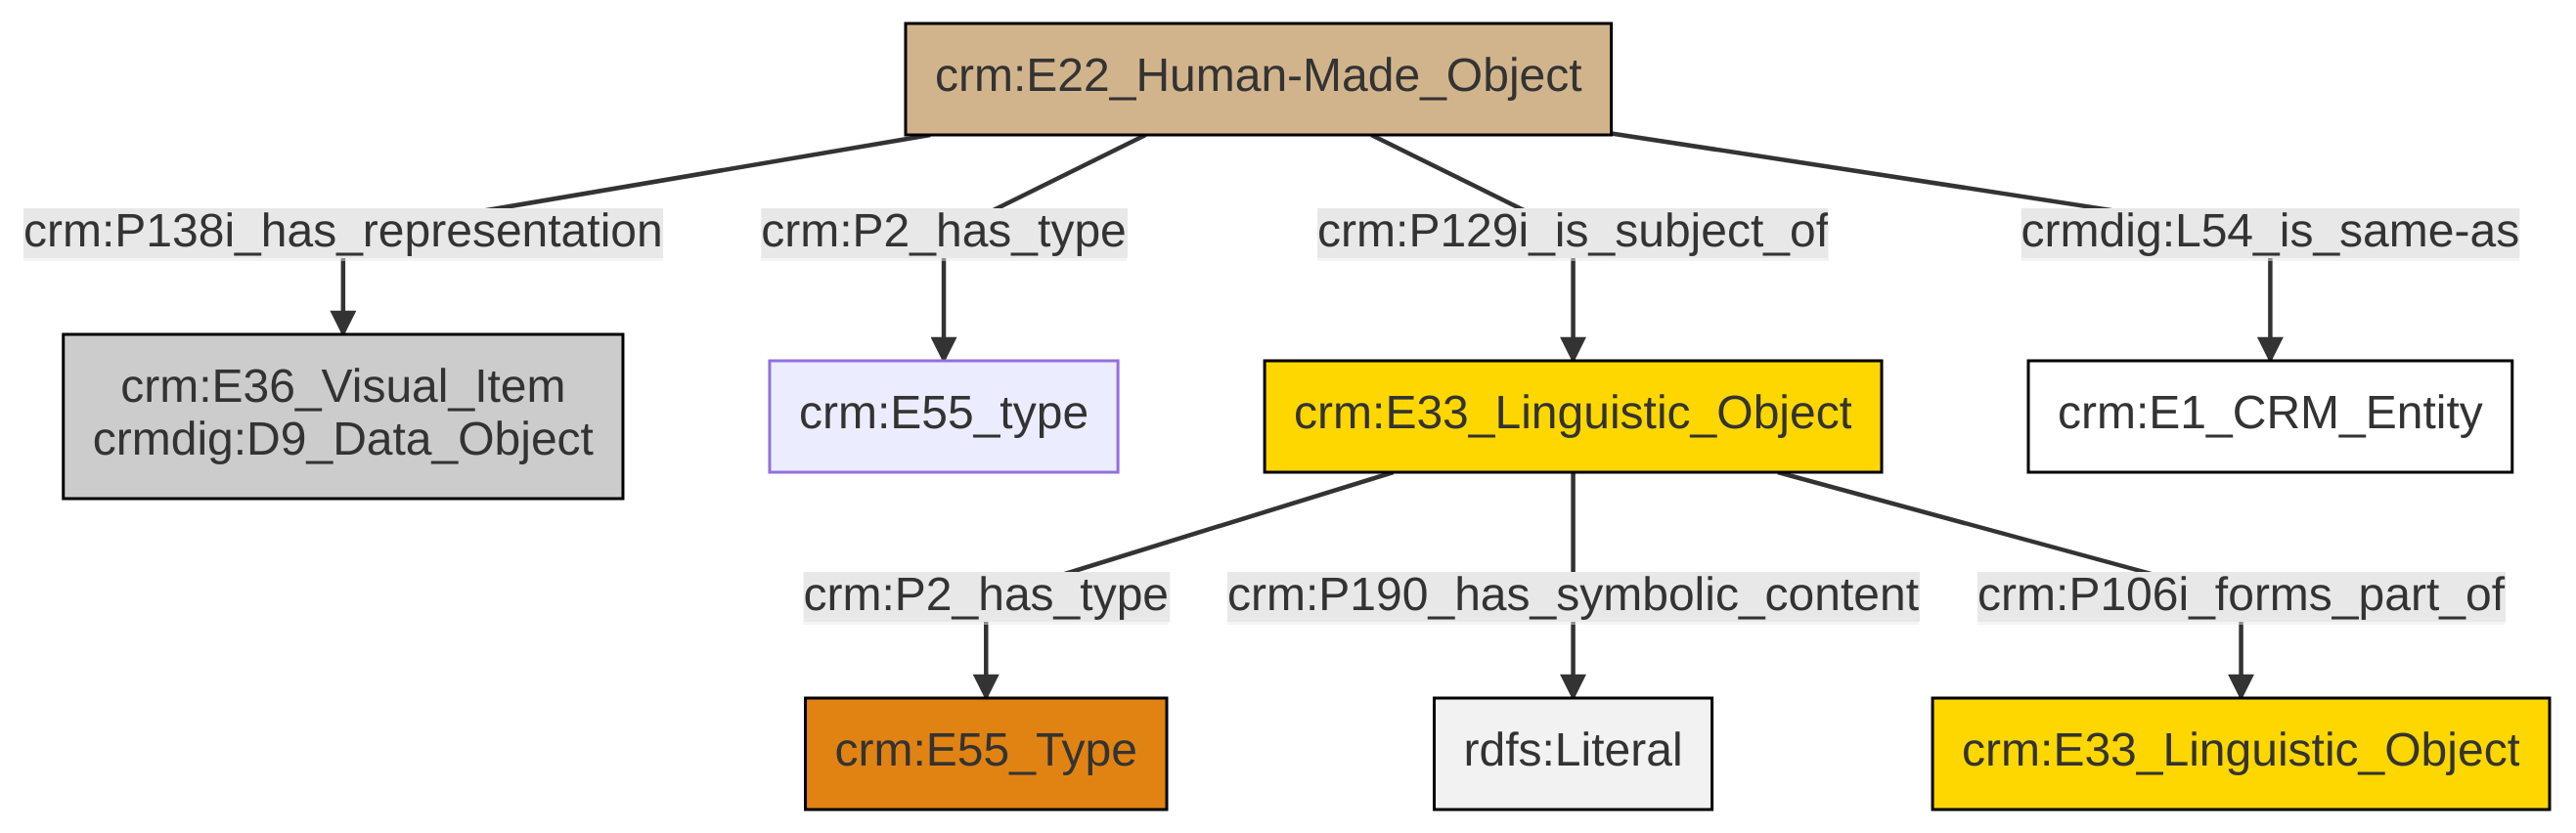 crm:E22_Human-Made_Object
crm:P138i_has_representation
crm:P2_has_type
crm:P129i_is_subject_of
crmdig:L54_is_same-as
crm:E36_Visual_Item
crmdig:D9_Data_Object
crm:E55_type
crm:E33_Linguistic_Object
crm:E1_CRM_Entity
crm:P2_has_type
crm:P190_has_symbolic_content
crm:P106i_forms_part_of
crm:E55_Type
rdfs:Literal
crm:E33_Linguistic_Object